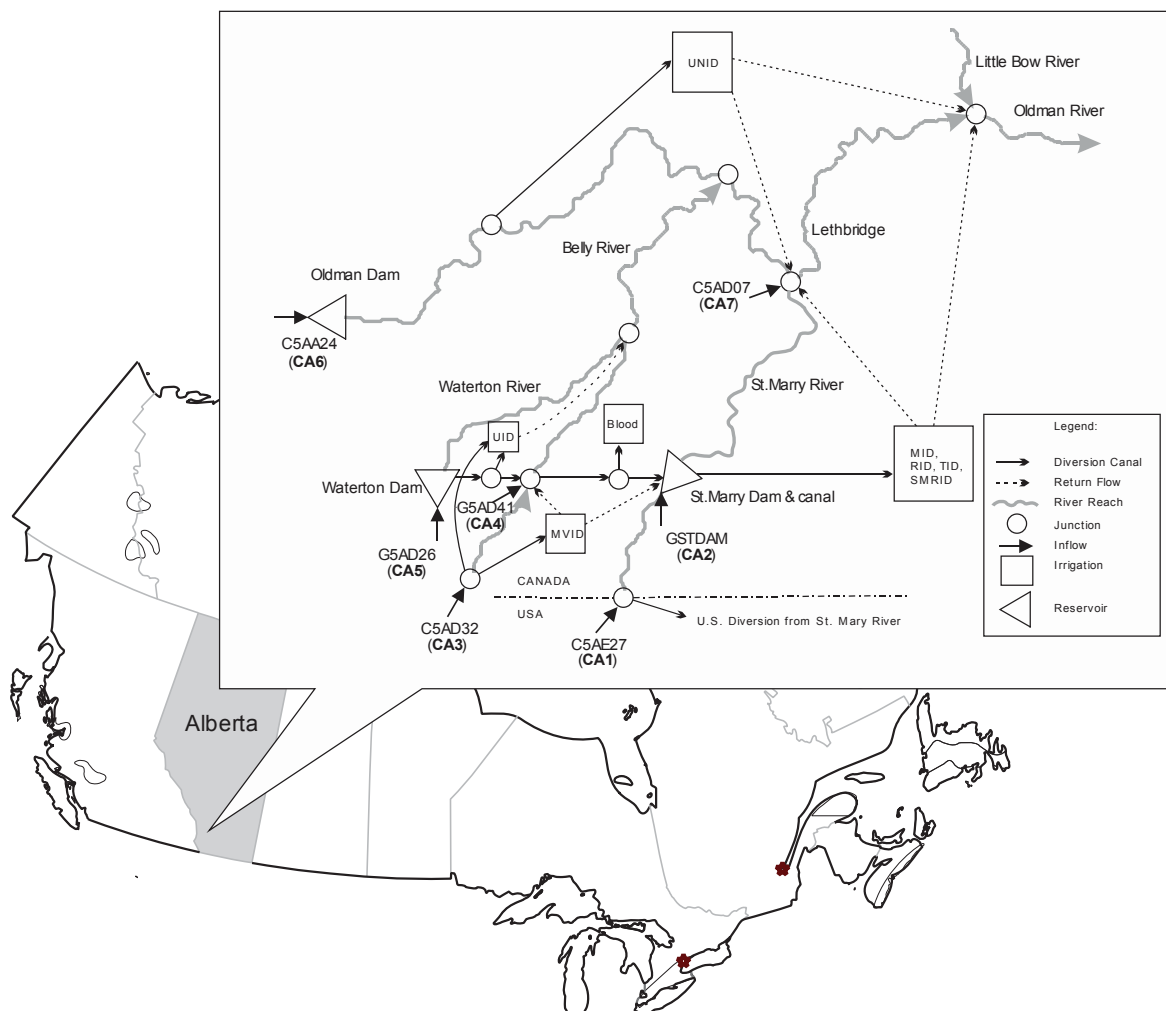 UNID
Little Bow River
Oldman River
Belly River
Lethbridge
Oldman Dam
C5AD07
(CA7)
C5AA24
(CA6)
Waterton River
St.Marry River
Blood
UID
Legend:
MID,
RID, TID,
SMRID
Diversion Canal
Return Flow
River Reach
Junction
Inflow
Irrigation
Reservoir
Waterton Dam
St.Marry Dam & canal
G5AD41
(CA4)
MVID
G5AD26
(CA5)
GSTDAM
(CA2)
CANADA
USA
C5AD32
(CA3)
U.S. Diversion from St. Mary River
C5AE27
(CA1)
Alberta